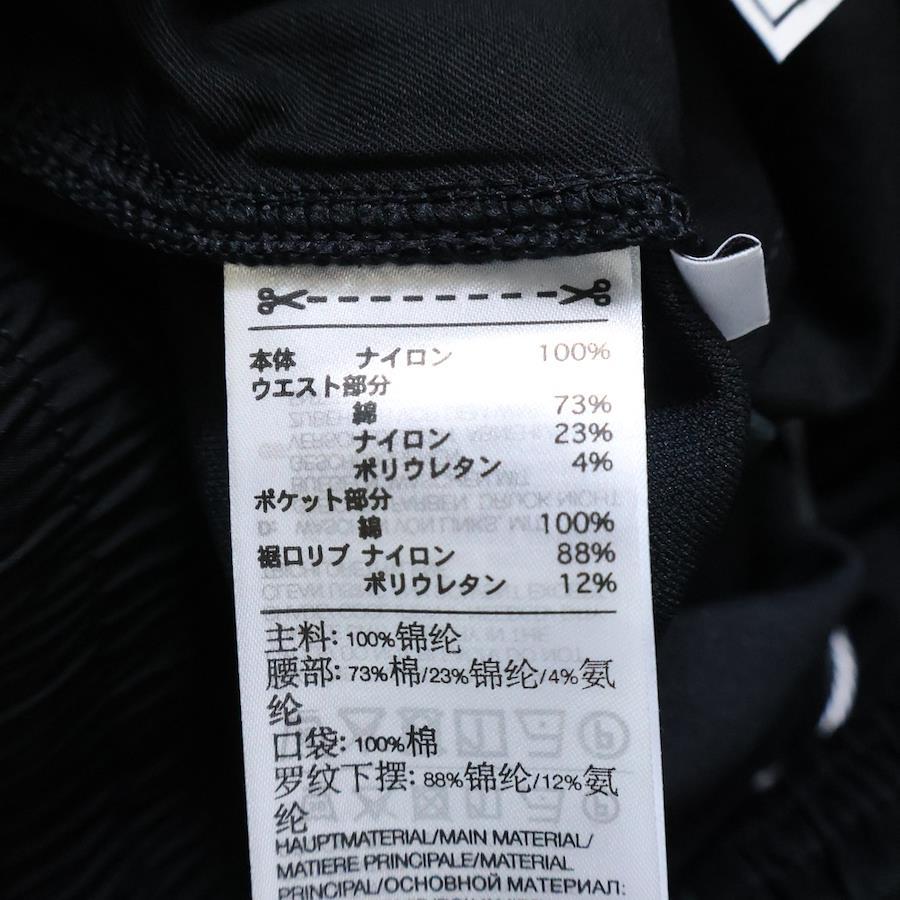 本体 ナイロン 100%
ウエスト部分
綿 73%
ナイロン 23%
ポリウレタン 4%
ポケット部分
綿 100%
裾口リブ ナイロン 88%
ポリウレタン 12%
主料: 100%锦纶
腰部: 73%棉/23%锦纶/4%氨
纶
口袋: 100%棉
罗纹下摆: 88%锦纶/12%氨
纶
HAUPTMATERIAL/MAIN MATERIAL/
MATIERE PRINCIPALE/MATERIAL
PRINCIPAL/ОСНОВНОЙ МАТЕРИАЛ: